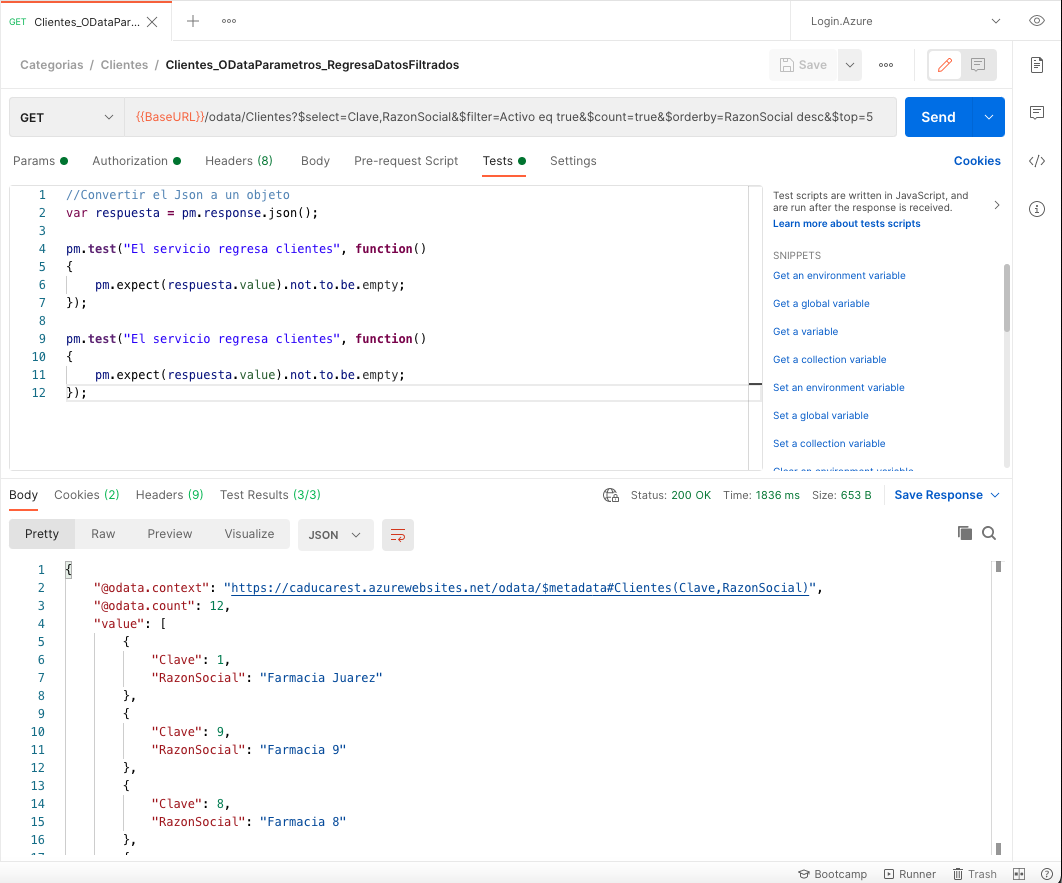 GET Clientes_ODataPar...
Login.Azure
Categorias / Clientes / Clientes_ODataParametros_RegresaDatosFiltrados
Save
GET {{BaseURL}}/odata/Clientes?$select=Clave,RazonSocial&$filter=Activo eq true&$count=true&$orderby=RazonSocial desc&$top=5
Send
Params Authorization Headers (8) Body Pre-request Script Tests Settings Cookies
1 //Convertir el Json a un objeto
2 var respuesta = pm.response.json();
3
4 pm.test("El servicio regresa clientes", function()
5 {
6 pm.expect(respuesta.value).not.to.be.empty;
7 });
8
9 pm.test("El servicio regresa clientes", function()
10 {
11 pm.expect(respuesta.value).not.to.be.empty;
12 });
Test scripts are written in JavaScript, and
are run after the response is received.
Learn more about tests scripts
SNIPPETS
Get an environment variable
Get a global variable
Get a variable
Get a collection variable
Set an environment variable
Set a global variable
Set a collection variable
Clear an environment variable
Body Cookies (2) Headers (9) Test Results (3/3) Status: 200 OK Time: 1836 ms Size: 653 B Save Response
Pretty Raw Preview Visualize JSON
1 {
2 "@odata.context": "https://caducarest.azurewebsites.net/odata/$metadata#Clientes(Clave,RazonSocial)",
3 "@odata.count": 12,
4 "value": [
5 {
6 "Clave": 1,
7 "RazonSocial": "Farmacia Juarez"
8 },
9 {
10 "Clave": 9,
11 "RazonSocial": "Farmacia 9"
12 },
13 {
14 "Clave": 8,
15 "RazonSocial": "Farmacia 8"
16 },
17 {
Bootcamp Runner Trash